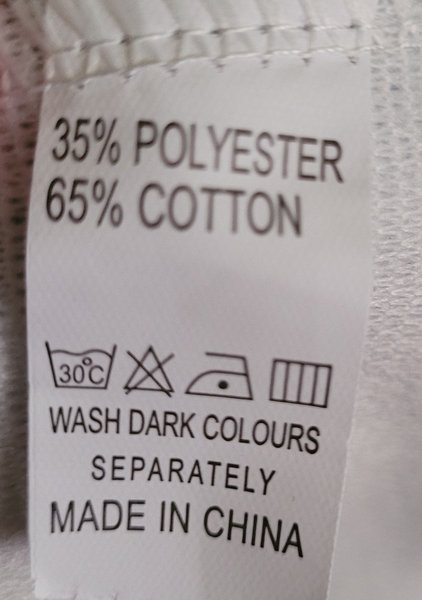 35% POLYESTER
65% COTTON
30°C
WASH DARK COLOURS
SEPARATELY
MADE IN CHINA